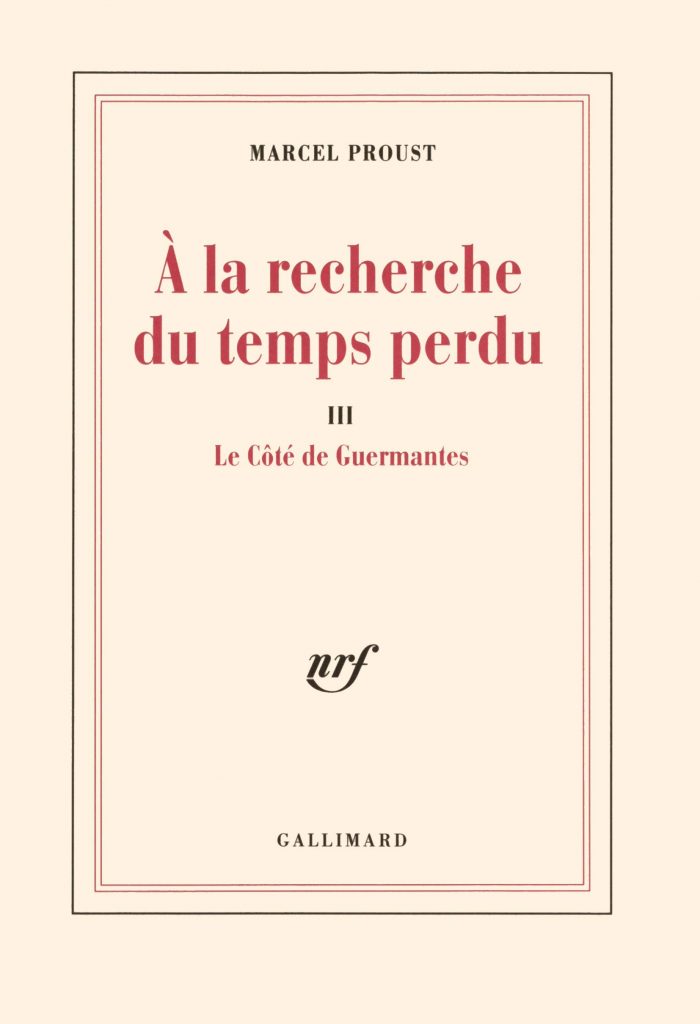 MARCEL PROUST
À la recherche
du temps perdu
III
Le Côté de Guermantes
nrf
GALLIMARD